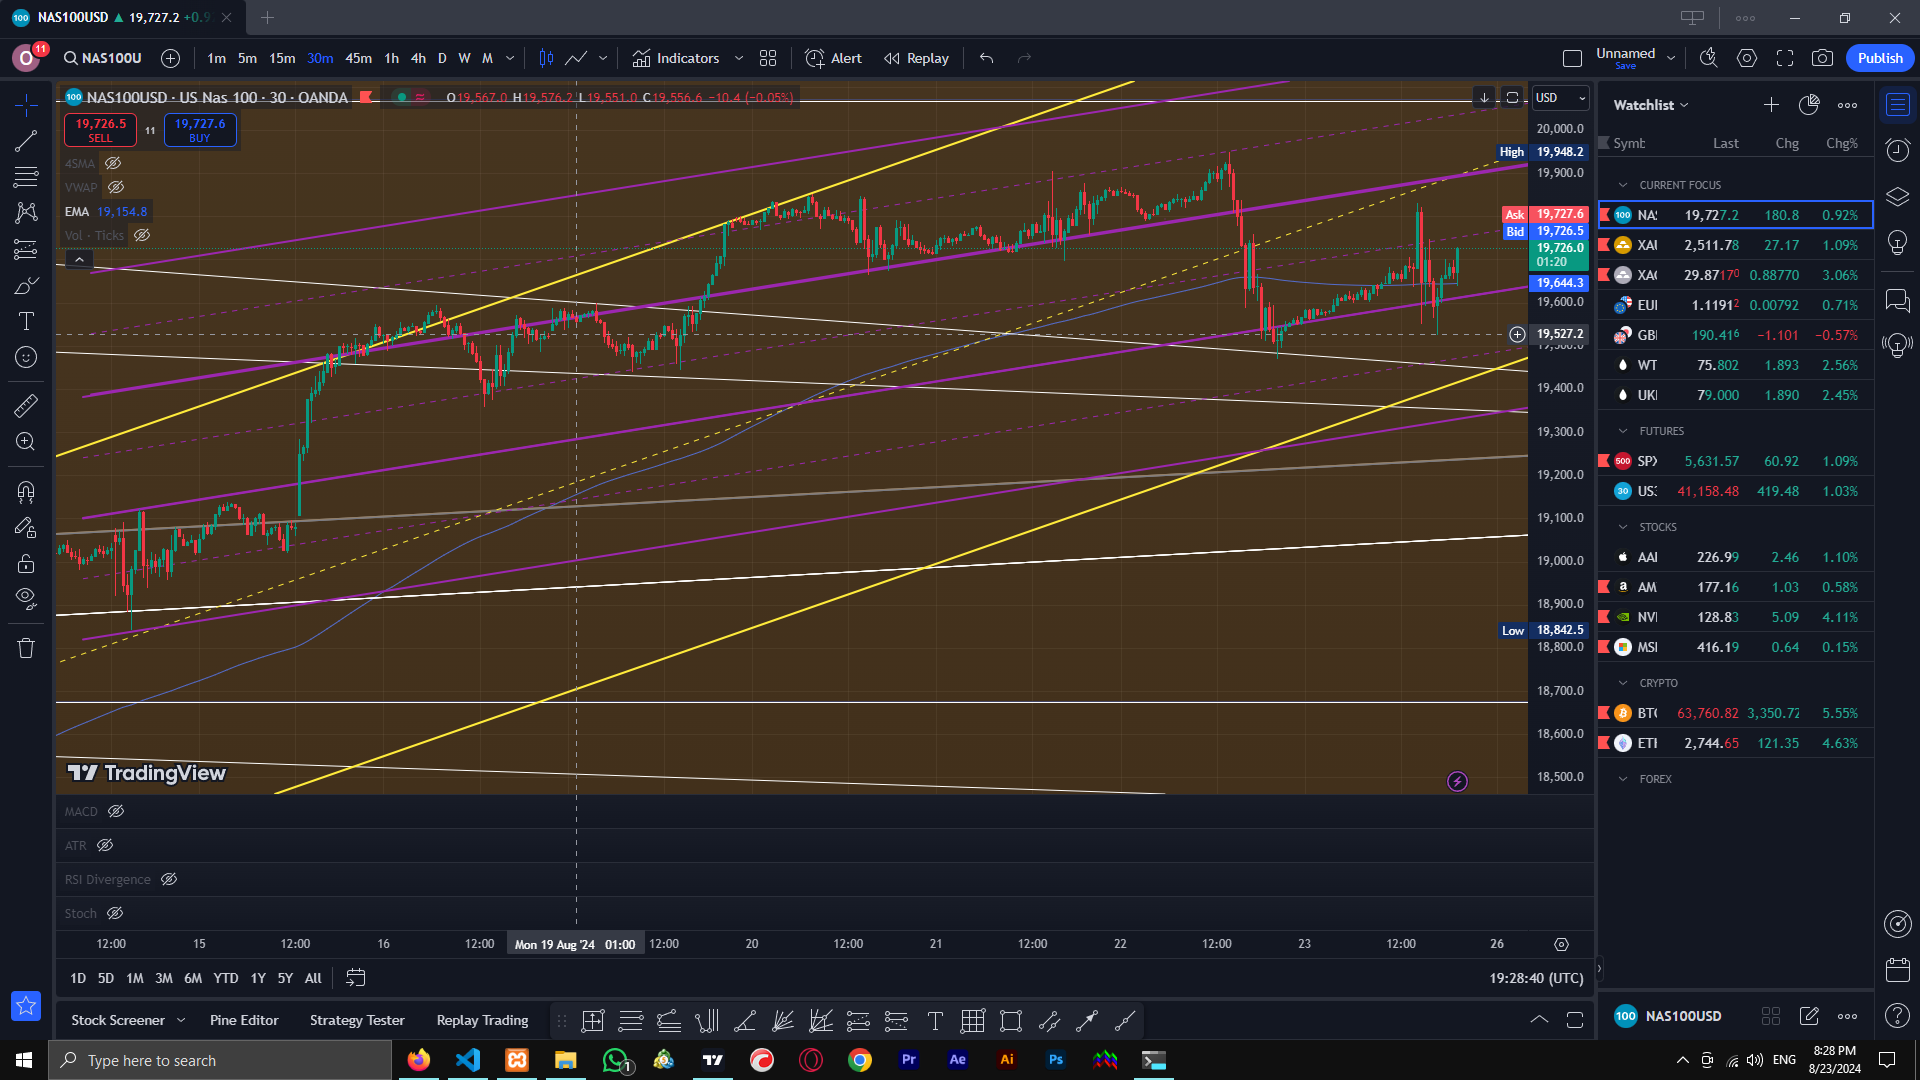 NAS100USD ▲ 19,727.2 +0.9
11
NAS100U 1m 5m 15m 30m 45m 1h 4h D W M Indicators Alert Replay Unnamed Save Publish
NAS100USD · US Nas 100 · 30 · OANDA O19,567.0 H19,576.2 L19,551.0 C19,556.6 −10.4 (−0.05%)
19,726.5 SELL 11 19,727.6 BUY
4SMA
VWAP
EMA 19,154.8
Vol · Ticks
USD
20,000.0
High 19,948.2
19,900.0
Ask 19,727.6
Bid 19,726.5
19,726.0
01:20
19,644.3
19,600.0
19,527.2
19,400.0
19,300.0
19,200.0
19,100.0
19,000.0
18,900.0
Low 18,842.5
18,800.0
18,700.0
18,600.0
18,500.0
TradingView
MACD
ATR
RSI Divergence
Stoch
12:00 15 12:00 16 12:00 Mon 19 Aug '24 01:00 12:00 20 12:00 21 12:00 22 12:00 23 12:00 26
1D 5D 1M 3M 6M YTD 1Y 5Y All 19:28:40 (UTC)
Stock Screener Pine Editor Strategy Tester Replay Trading
Watchlist
Symb Last Chg Chg%
CURRENT FOCUS
100 NAS 19,727.2 180.8 0.92%
XAU 2,511.78 27.17 1.09%
XAG 29.8717⁰ 0.88770 3.06%
EUI 1.1191² 0.00792 0.71%
GBI 190.41⁶ −1.101 −0.57%
WT 75.802 1.893 2.56%
UKI 79.000 1.890 2.45%
FUTURES
500 SPX 5,631.57 60.92 1.09%
30 US3 41,158.48 419.48 1.03%
STOCKS
AAI 226.99 2.46 1.10%
AM 177.16 1.03 0.58%
NVI 128.83 5.09 4.11%
MSI 416.19 0.64 0.15%
CRYPTO
BTC 63,760.82 3,350.72 5.55%
ETI 2,744.65 121.35 4.63%
FOREX
100 NAS100USD
Type here to search
1
Pr Ae Ai Ps
ENG 8:28 PM
8/23/2024